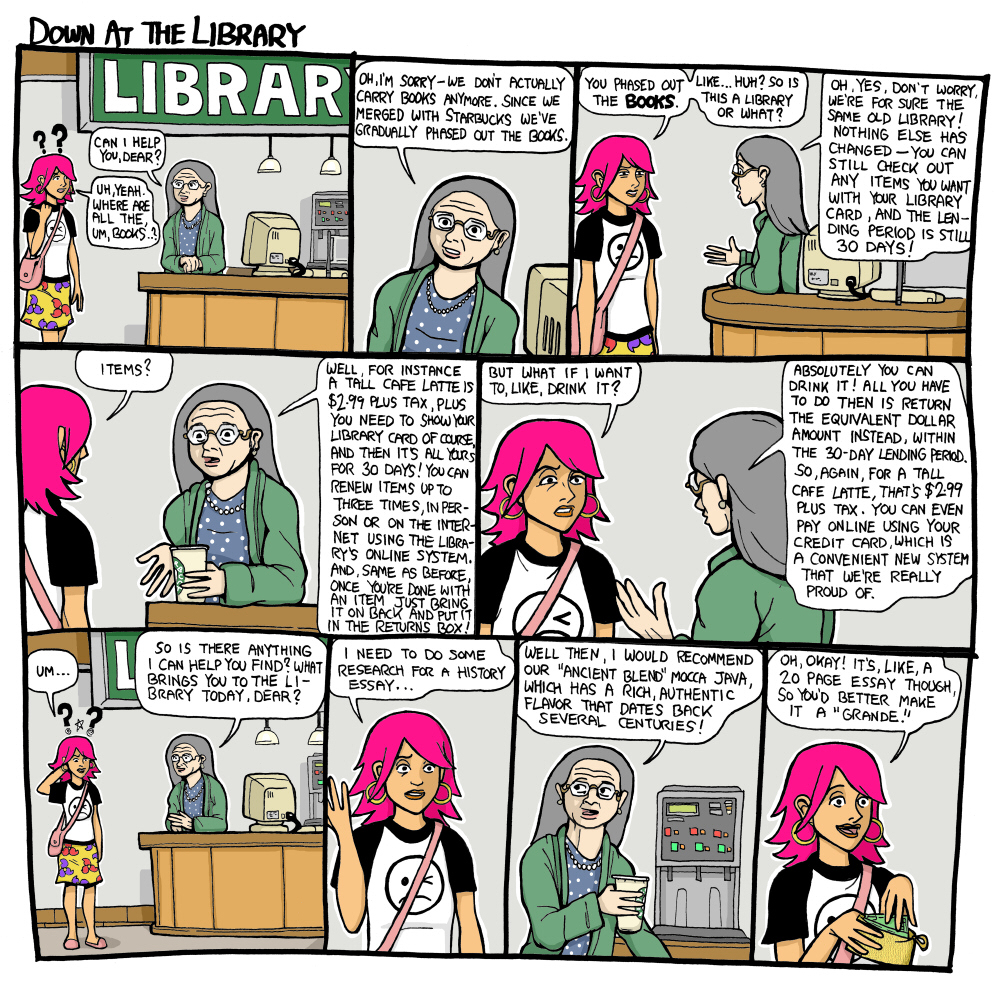 DOWN AT THE LIBRARY
LIBRARY
? ?
CAN I HELP
YOU, DEAR?
UH, YEAH.
WHERE ARE
ALL THE,
UM, BOOKS..?
OH, I'M SORRY – WE DON'T ACTUALLY
CARRY BOOKS ANYMORE. SINCE WE
MERGED WITH STARBUCKS WE'VE
GRADUALLY PHASED OUT THE BOOKS.
YOU PHASED OUT
THE BOOKS.
LIKE... HUH? SO IS
THIS A LIBRARY
OR WHAT?
OH, YES, DON'T WORRY,
WE'RE FOR SURE THE
SAME OLD LIBRARY!
NOTHING ELSE HAS
CHANGED – YOU CAN
STILL CHECK OUT
ANY ITEMS YOU WANT
WITH YOUR LIBRARY
CARD, AND THE LEN-
DING PERIOD IS STILL
30 DAYS!
ITEMS?
WELL, FOR INSTANCE
A TALL CAFE LATTE IS
$2.99 PLUS TAX, PLUS
YOU NEED TO SHOW YOUR
LIBRARY CARD OF COURSE,
AND THEN IT'S ALL YOURS
FOR 30 DAYS! YOU CAN
RENEW ITEMS UP TO
THREE TIMES, IN PER-
SON OR ON THE INTER-
NET USING THE LIBRA-
RY'S ONLINE SYSTEM.
AND, SAME AS BEFORE,
ONCE YOU'RE DONE WITH
AN ITEM JUST BRING
IT ON BACK AND PUT IT
IN THE RETURNS BOX!
BUT WHAT IF I WANT
TO, LIKE, DRINK IT?
ABSOLUTELY YOU CAN
DRINK IT! ALL YOU HAVE
TO DO THEN IS RETURN
THE EQUIVALENT DOLLAR
AMOUNT INSTEAD, WITHIN
THE 30-DAY LENDING PERIOD.
SO, AGAIN, FOR A TALL
CAFE LATTE, THAT'S $2.99
PLUS TAX. YOU CAN EVEN
PAY ONLINE USING YOUR
CREDIT CARD, WHICH IS
A CONVENIENT NEW SYSTEM
THAT WE'RE REALLY
PROUD OF.
UM...
L
? ?
SO IS THERE ANYTHING
I CAN HELP YOU FIND? WHAT
BRINGS YOU TO THE LI-
BRARY TODAY, DEAR?
I NEED TO DO SOME
RESEARCH FOR A HISTORY
ESSAY...
WELL THEN, I WOULD RECOMMEND
OUR "ANCIENT BLEND" MOCCA JAVA,
WHICH HAS A RICH, AUTHENTIC
FLAVOR THAT DATES BACK
SEVERAL CENTURIES!
OH, OKAY! IT'S, LIKE, A
20 PAGE ESSAY THOUGH,
SO YOU'D BETTER MAKE
IT A "GRANDE."